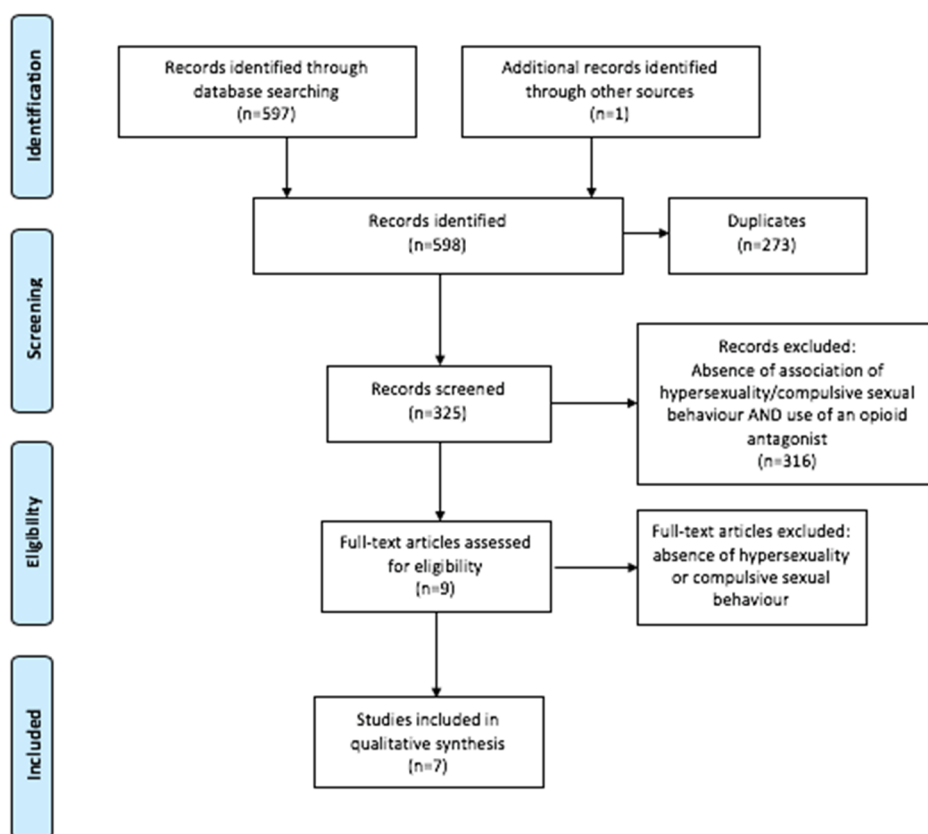 Identification
Records identified through
database searching
(n=597)
Additional records identified
through other sources
(n=1)
Records identified
(n=598)
Duplicates
(n=273)
Screening
Records screened
(n=325)
Records excluded:
Absence of association of
hypersexuality/compulsive sexual
behaviour AND use of an opioid
antagonist
(n=316)
Eligibility
Full-text articles assessed
for eligibility
(n=9)
Full-text articles excluded:
absence of hypersexuality
or compulsive sexual
behaviour
Included
Studies included in
qualitative synthesis
(n=7)